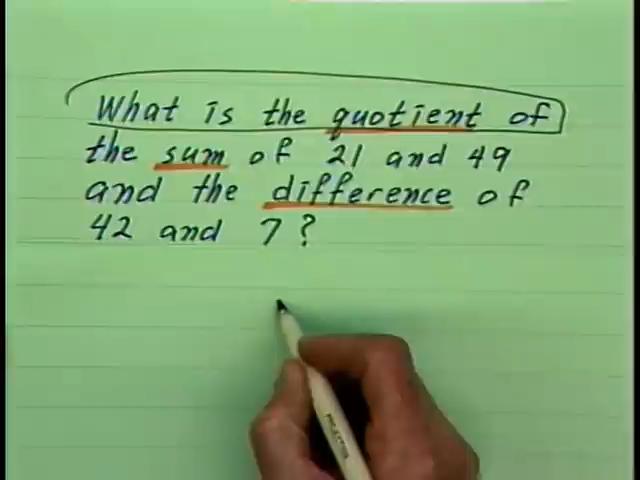 What is the quotient of
the sum of 21 and 49
and the difference of
42 and 7?